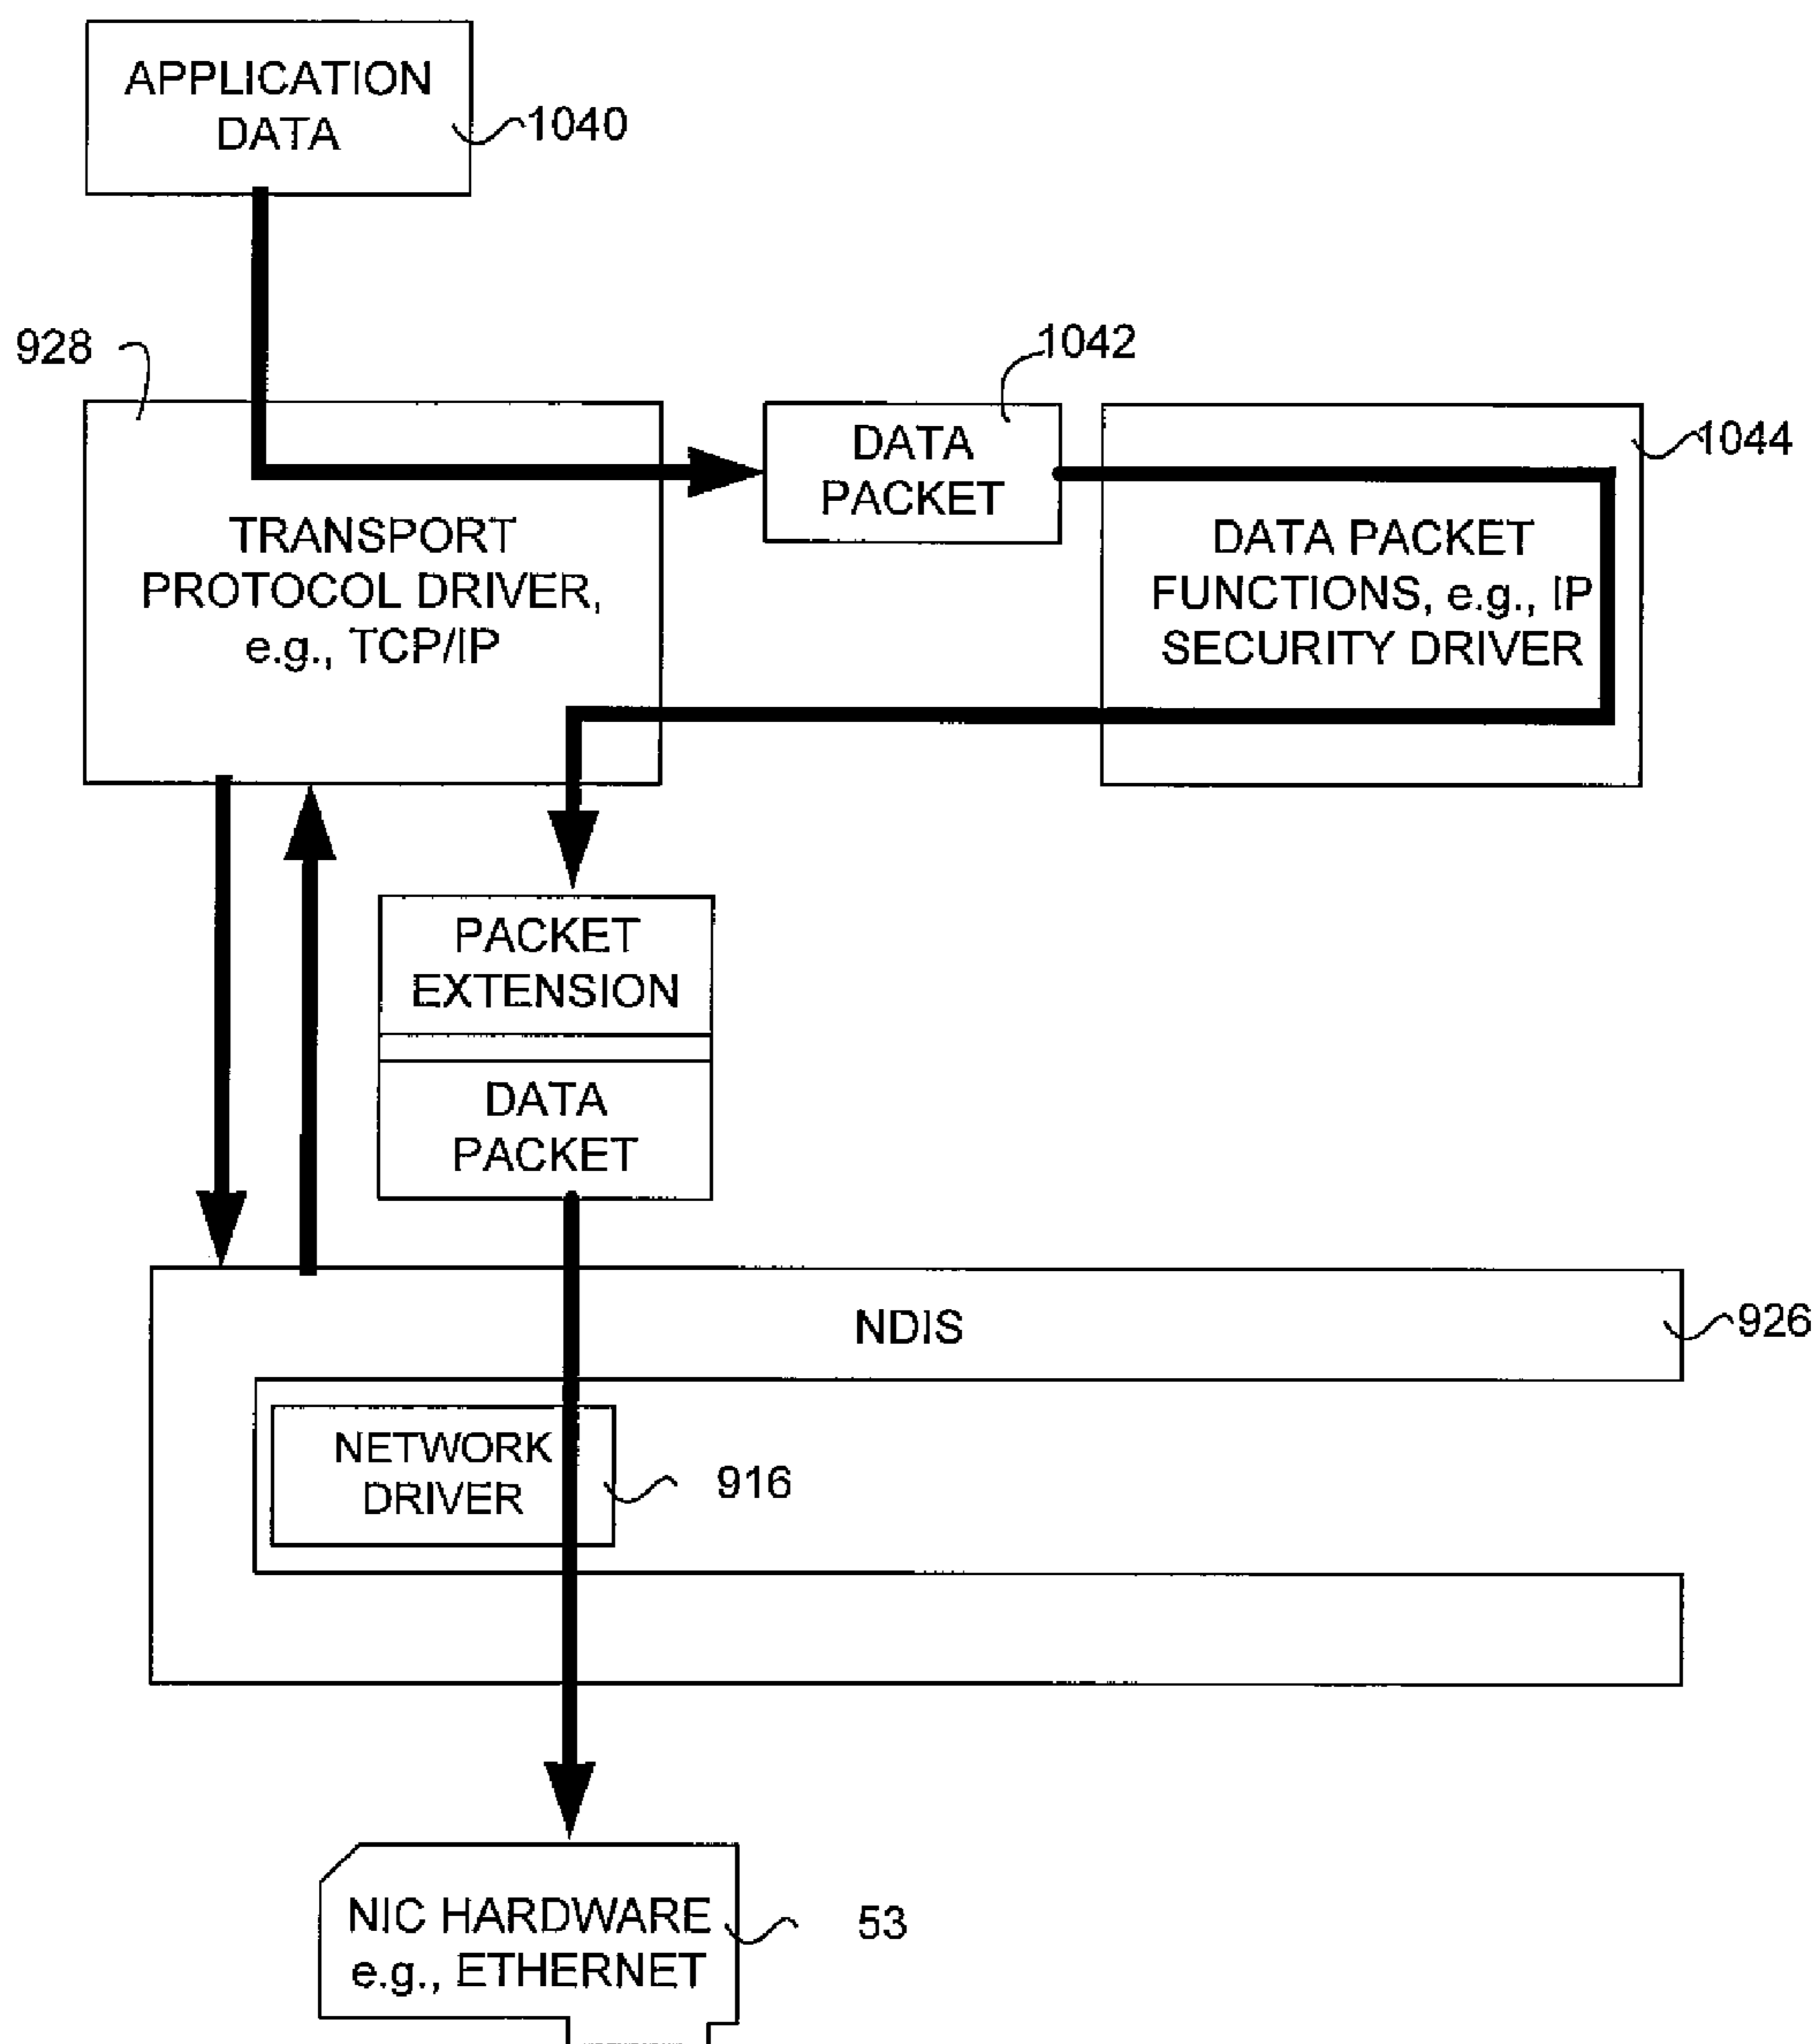 APPLICATION
DATA
1040
928
1042
DATA
PACKET
1044
TRANSPORT
PROTOCOL DRIVER,
e.g., TCP/IP
DATA PACKET
FUNCTIONS, e.g., IP
SECURITY DRIVER
PACKET
EXTENSION
DATA
PACKET
NDIS
926
NETWORK
DRIVER
916
NIC HARDWARE
e.g., ETHERNET
53